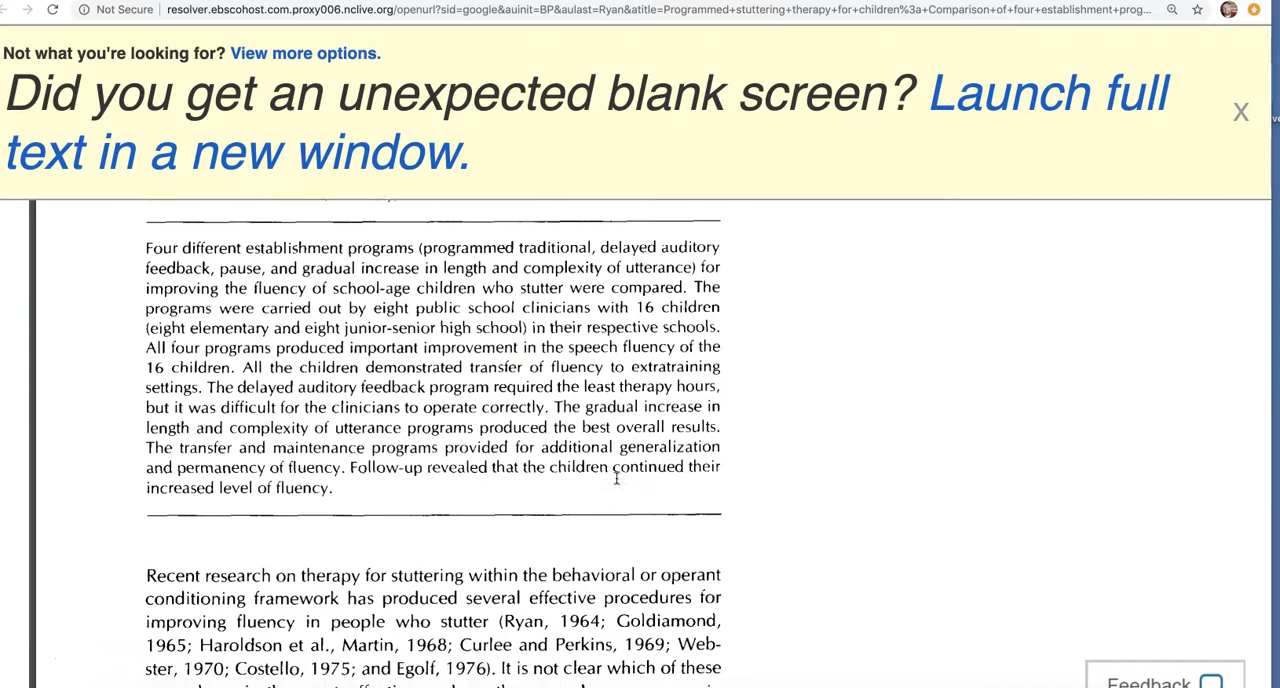 Not Secure
resolver.ebscohost.com.proxy006.nclive.org/openurl?sid=google&auinit=BP&aulast=Ryan&atitle=Programmed+stuttering+therapy+for+children%3a+Comparison+of+four+establishment+prog...
Not what you're looking for? View more options.
Did you get an unexpected blank screen? Launch full
text in a new window.
X
Four different establishment programs (programmed traditional, delayed auditory
feedback, pause, and gradual increase in length and complexity of utterance) for
improving the fluency of school-age children who stutter were compared. The
programs were carried out by eight public school clinicians with 16 children
(eight elementary and eight junior-senior high school) in their respective schools.
All four programs produced important improvement in the speech fluency of the
16 children. All the children demonstrated transfer of fluency to extratraining
settings. The delayed auditory feedback program required the least therapy hours,
but it was difficult for the clinicians to operate correctly. The gradual increase in
length and complexity of utterance programs produced the best overall results.
The transfer and maintenance programs provided for additional generalization
and permanency of fluency. Follow-up revealed that the children continued their
increased level of fluency.
Recent research on therapy for stuttering within the behavioral or operant
conditioning framework has produced several effective procedures for
improving fluency in people who stutter (Ryan, 1964; Goldiamond,
1965; Haroldson et al., Martin, 1968; Curlee and Perkins, 1969; Web-
ster, 1970; Costello, 1975; and Egolf, 1976). It is not clear which of these
Feedback